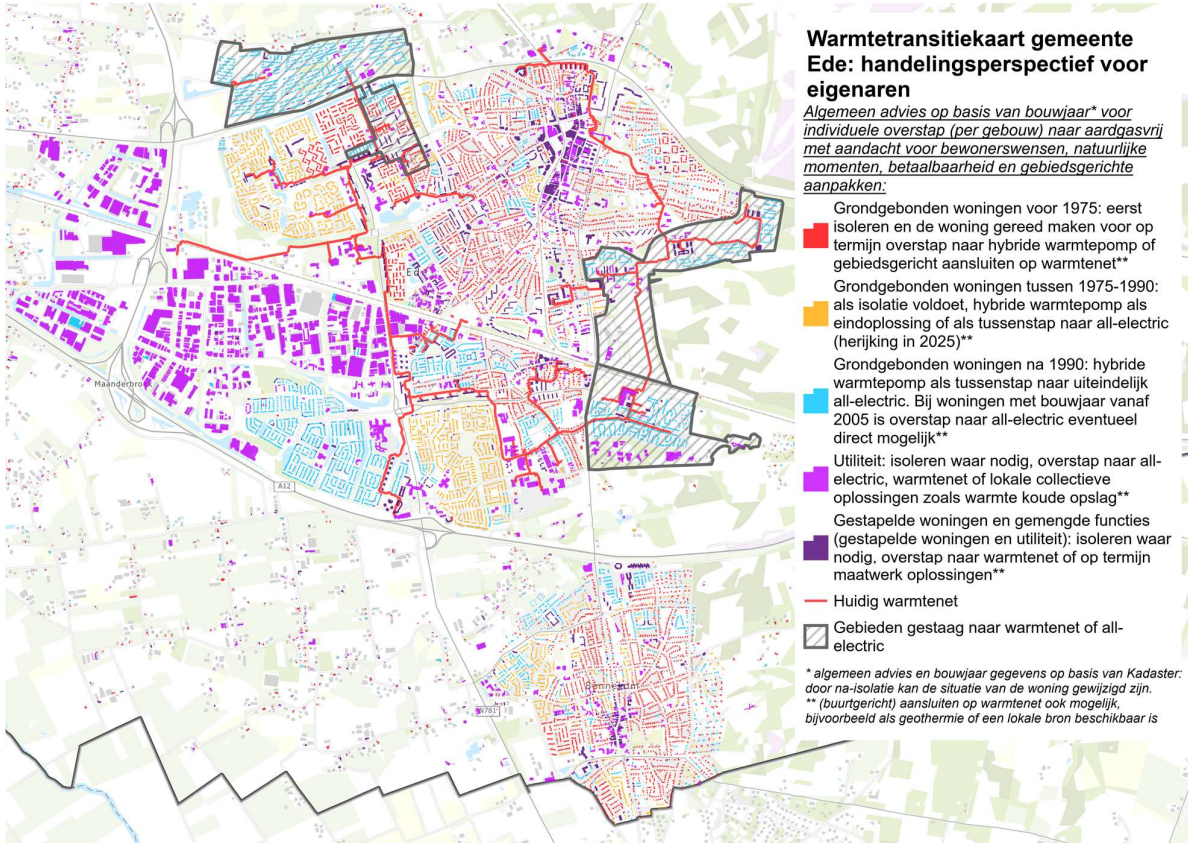 Warmtetransitiekaart gemeente
Ede: handelingsperspectief voor
eigenaren
Algemeen advies op basis van bouwjaar* voor
individuele overstap (per gebouw) naar aardgasvrij
met aandacht voor bewonerswensen, natuurlijke
momenten, betaalbaarheid en gebiedsgerichte
aanpakken:
Grondgebonden woningen voor 1975: eerst
isoleren en de woning gereed maken voor op
termijn overstap naar hybride warmtepomp of
gebiedsgericht aansluiten op warmtenet**
Grondgebonden woningen tussen 1975-1990:
als isolatie voldoet, hybride warmtepomp als
eindoplossing of als tussenstap naar all-electric
(herijking in 2025)**
Grondgebonden woningen na 1990: hybride
warmtepomp als tussenstap naar uiteindelijk
all-electric. Bij woningen met bouwjaar vanaf
2005 is overstap naar all-electric eventueel
direct mogelijk**
Utiliteit: isoleren waar nodig, overstap naar all-
electric, warmtenet of lokale collectieve
oplossingen zoals warmte koude opslag**
Gestapelde woningen en gemengde functies
(gestapelde woningen en utiliteit): isoleren waar
nodig, overstap naar warmtenet of op termijn
maatwerk oplossingen**
Huidig warmtenet
Gebieden gestaag naar warmtenet of all-
electric
* algemeen advies en bouwjaar gegevens op basis van Kadaster:
door na-isolatie kan de situatie van de woning gewijzigd zijn.
** (buurtgericht) aansluiten op warmtenet ook mogelijk,
bijvoorbeeld als geothermie of een lokale bron beschikbaar is
Ede
A12
N781